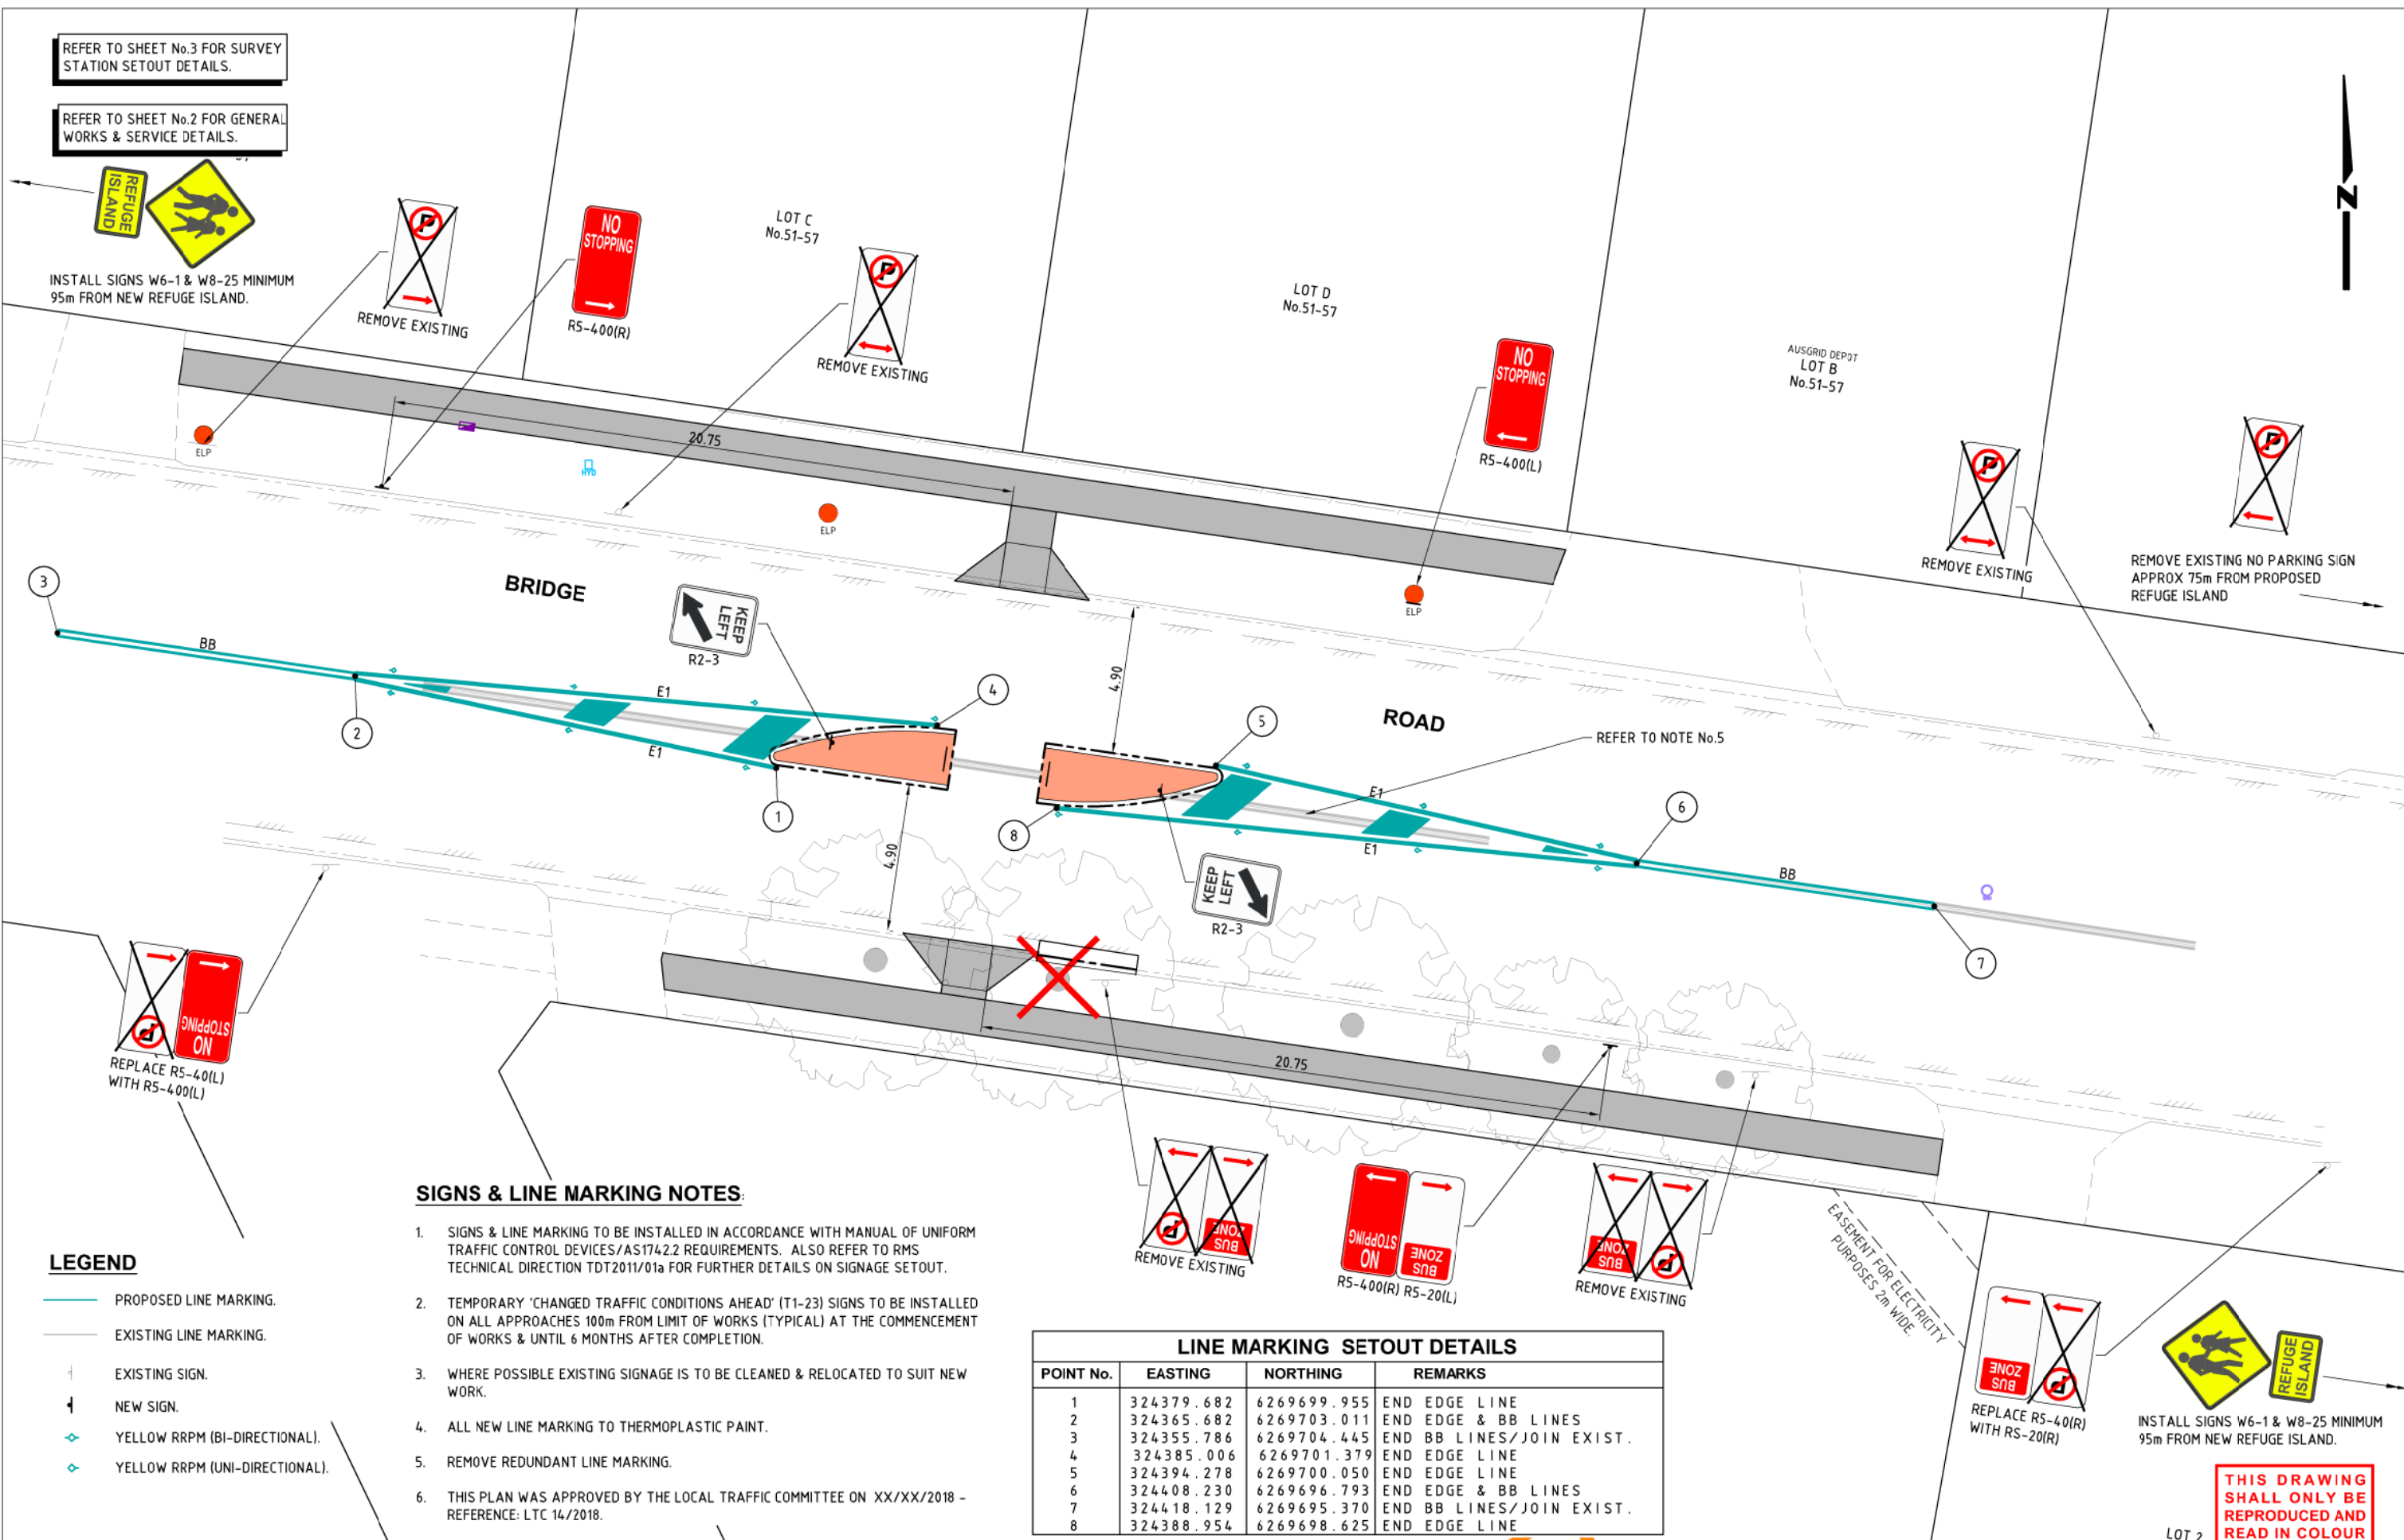 REFER TO SHEET No.3 FOR SURVEY
STATION SETOUT DETAILS.
REFER TO SHEET No.2 FOR GENERAL
WORKS & SERVICE DETAILS.
REFUGE
ISLAND
INSTALL SIGNS W6-1 & W8-25 MINIMUM
95m FROM NEW REFUGE ISLAND.
P
REMOVE EXISTING
NO
STOPPING
R5-400(R)
LOT C
No.51-57
P
REMOVE EXISTING
LOT D
No.51-57
NO
STOPPING
R5-400(L)
AUSGRID DEPOT
LOT B
No.51-57
P
REMOVE EXISTING
P
REMOVE EXISTING NO PARKING SIGN
APPROX 75m FROM PROPOSED
REFUGE ISLAND
N
ELP
20.75
HYD
ELP
ELP
BRIDGE
ROAD
3
BB
2
E1
E1
KEEP
LEFT
R2-3
4
1
4.90
4.90
5
8
REFER TO NOTE No.5
E1
E1
6
BB
7
KEEP
LEFT
R2-3
20.75
P
NO
STOPPING
REPLACE R5-40(L)
WITH R5-400(L)
P
BUS
ZONE
REMOVE EXISTING
NO
STOPPING
BUS
ZONE
R5-400(R) R5-20(L)
BUS
ZONE
P
REMOVE EXISTING
EASEMENT FOR ELECTRICITY
PURPOSES 2m WIDE.
BUS
ZONE
P
REPLACE R5-40(R)
WITH RS-20(R)
REFUGE
ISLAND
INSTALL SIGNS W6-1 & W8-25 MINIMUM
95m FROM NEW REFUGE ISLAND.
LEGEND
PROPOSED LINE MARKING.
EXISTING LINE MARKING.
EXISTING SIGN.
NEW SIGN.
YELLOW RRPM (BI-DIRECTIONAL).
YELLOW RRPM (UNI-DIRECTIONAL).
SIGNS & LINE MARKING NOTES:
1. SIGNS & LINE MARKING TO BE INSTALLED IN ACCORDANCE WITH MANUAL OF UNIFORM
TRAFFIC CONTROL DEVICES/AS1742.2 REQUIREMENTS. ALSO REFER TO RMS
TECHNICAL DIRECTION TDT2011/01a FOR FURTHER DETAILS ON SIGNAGE SETOUT.
2. TEMPORARY 'CHANGED TRAFFIC CONDITIONS AHEAD' (T1-23) SIGNS TO BE INSTALLED
ON ALL APPROACHES 100m FROM LIMIT OF WORKS (TYPICAL) AT THE COMMENCEMENT
OF WORKS & UNTIL 6 MONTHS AFTER COMPLETION.
3. WHERE POSSIBLE EXISTING SIGNAGE IS TO BE CLEANED & RELOCATED TO SUIT NEW
WORK.
4. ALL NEW LINE MARKING TO THERMOPLASTIC PAINT.
5. REMOVE REDUNDANT LINE MARKING.
6. THIS PLAN WAS APPROVED BY THE LOCAL TRAFFIC COMMITTEE ON XX/XX/2018 -
REFERENCE: LTC 14/2018.
LINE MARKING SETOUT DETAILS
POINT No. EASTING NORTHING REMARKS
1 324379.682 6269699.955 END EDGE LINE
2 324365.682 6269703.011 END EDGE & BB LINES
3 324355.786 6269704.445 END BB LINES/JOIN EXIST.
4 324385.006 6269701.379 END EDGE LINE
5 324394.278 6269700.050 END EDGE LINE
6 324408.230 6269696.793 END EDGE & BB LINES
7 324418.129 6269695.370 END BB LINES/JOIN EXIST.
8 324388.954 6269698.625 END EDGE LINE
THIS DRAWING
SHALL ONLY BE
REPRODUCED AND
READ IN COLOUR
LOT 2